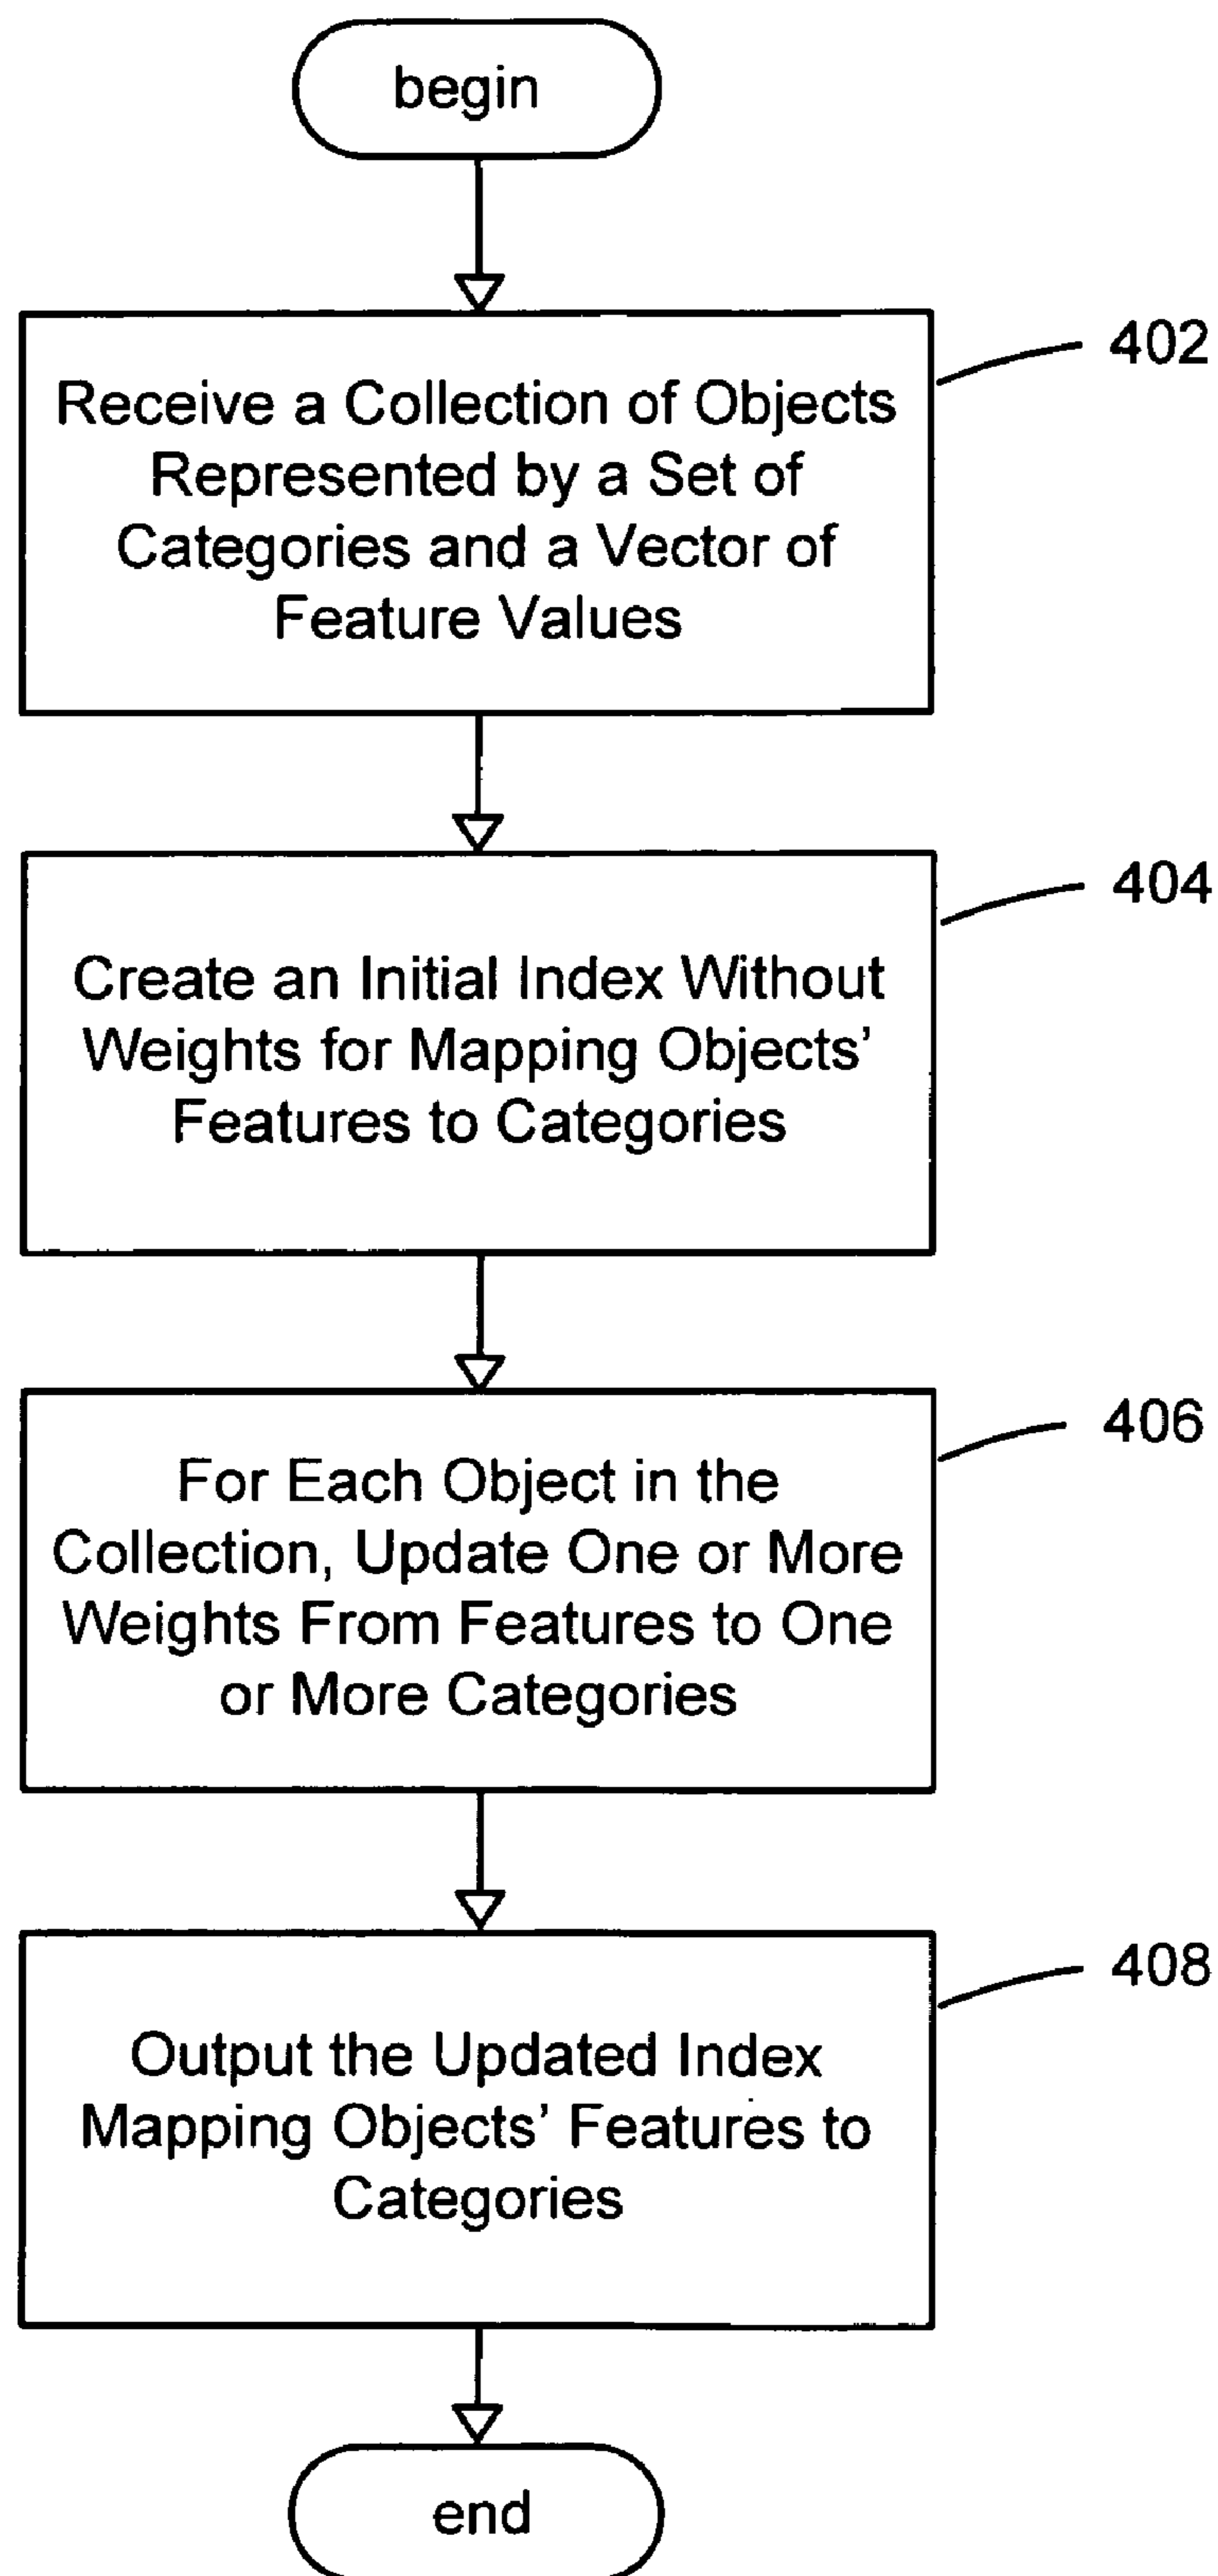 begin
402
Receive a Collection of Objects
Represented by a Set of
Categories and a Vector of
Feature Values
404
Create an Initial Index Without
Weights for Mapping Objects’
Features to Categories
406
For Each Object in the
Collection, Update One or More
Weights From Features to One
or More Categories
408
Output the Updated Index
Mapping Objects’ Features to
Categories
end